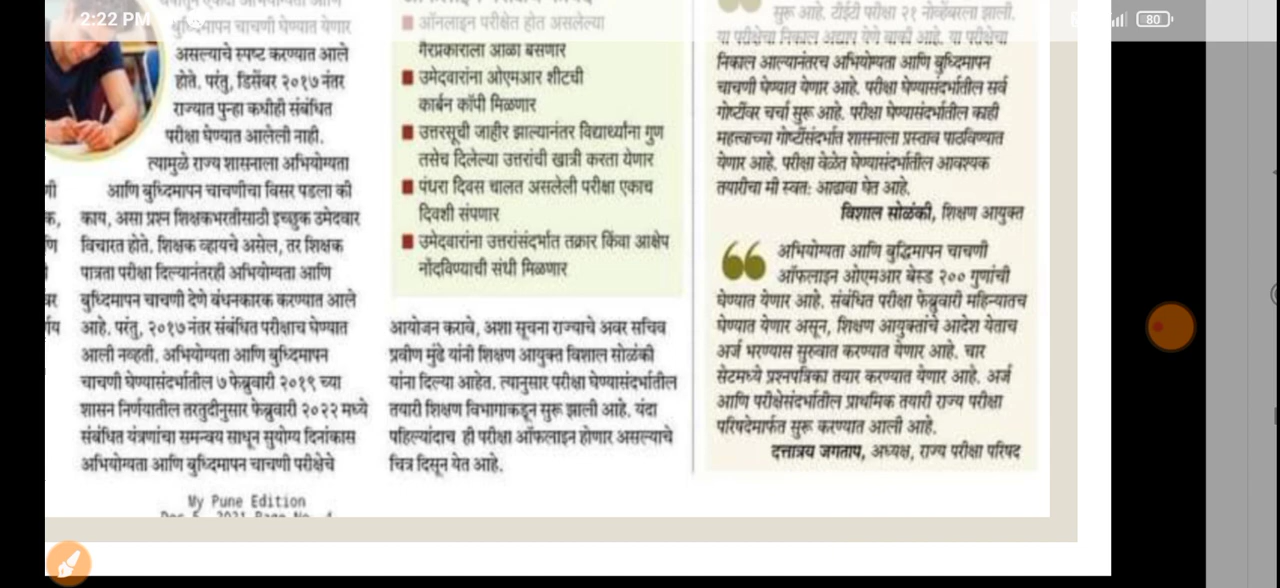 2:22 PM
80
बुध्दिमापन चाचणी घेण्यात येणार
असल्याचे स्पष्ट करण्यात आले
होते. परंतु, डिसेंबर २०१७ नंतर
राज्यात पुन्हा कधीही संबंधित
परीक्षा घेण्यात आलेली नाही.
त्यामुळे राज्य शासनाला अभियोग्यता
आणि बुध्दिमापन चाचणीचा विसर पडला की
काय, असा प्रश्न शिक्षकभरतीसाठी इच्छुक उमेदवार
विचारत होते. शिक्षक व्हायचे असेल, तर शिक्षक
पात्रता परीक्षा दिल्यानंतरही अभियोग्यता आणि
बुध्दिमापन चाचणी देणे बंधनकारक करण्यात आले
आहे. परंतु, २०१७ नंतर संबंधित परीक्षाच घेण्यात
आली नव्हती. अभियोग्यता आणि बुध्दिमापन
चाचणी घेण्यासंदर्भातील ७ फेब्रुवारी २०१९ च्या
शासन निर्णयातील तरतुदीनुसार फेब्रुवारी २०२२ मध्ये
संबंधित यंत्रणांचा समन्वय साधून सुयोग्य दिनांकास
अभियोग्यता आणि बुध्दिमापन चाचणी परीक्षेचे
My Pune Edition
ऑनलाइन परीक्षेत होत असलेल्या
गैरप्रकाराला आळा बसणार
उमेदवारांना ओएमआर शीटची
कार्बन कॉपी मिळणार
उत्तरसूची जाहीर झाल्यानंतर विद्यार्थ्यांना गुण
तसेच दिलेल्या उत्तरांची खात्री करता येणार
पंधरा दिवस चालत असलेली परीक्षा एकाच
दिवशी संपणार
उमेदवारांना उत्तरांसंदर्भात तक्रार किंवा आक्षेप
नोंदविण्याची संधी मिळणार
आयोजन करावे, अशा सूचना राज्याचे अवर सचिव
प्रवीण मुंढे यांनी शिक्षण आयुक्त विशाल सोळंकी
यांना दिल्या आहेत. त्यानुसार परीक्षा घेण्यासंदर्भातील
तयारी शिक्षण विभागाकडून सुरू झाली आहे. यंदा
पहिल्यांदाच ही परीक्षा ऑफलाइन होणार असल्याचे
चित्र दिसून येत आहे.
सुरू आहे. टीईटी परीक्षा २१ नोव्हेंबरला झाली.
या परीक्षेचा निकाल अद्याप येणे बाकी आहे. या परीक्षेचा
निकाल आल्यानंतरच अभियोग्यता आणि बुध्दिमापन
चाचणी घेण्यात येणार आहे. परीक्षा घेण्यासंदर्भातील सर्व
गोष्टींवर चर्चा सुरू आहे. परीक्षा घेण्यासंदर्भातील काही
महत्त्वाच्या गोष्टींसंदर्भात शासनाला प्रस्ताव पाठविण्यात
येणार आहे. परीक्षा वेळेत घेण्यासंदर्भातील आवश्यक
तयारीचा मी स्वत: आढावा घेत आहे.
विशाल सोळंकी, शिक्षण आयुक्त
अभियोग्यता आणि बुद्धिमापन चाचणी
ऑफलाइन ओएमआर बेस्ड २०० गुणांची
घेण्यात येणार आहे. संबंधित परीक्षा फेब्रुवारी महिन्यातच
घेण्यात येणार असून, शिक्षण आयुक्तांचे आदेश येताच
अर्ज भरण्यास सुरुवात करण्यात येणार आहे. चार
सेटमध्ये प्रश्नपत्रिका तयार करण्यात येणार आहे. अर्ज
आणि परीक्षेसंदर्भातील प्राथमिक तयारी राज्य परीक्षा
परिषदेमार्फत सुरू करण्यात आली आहे.
दत्तात्रय जगताप, अध्यक्ष, राज्य परीक्षा परिषद